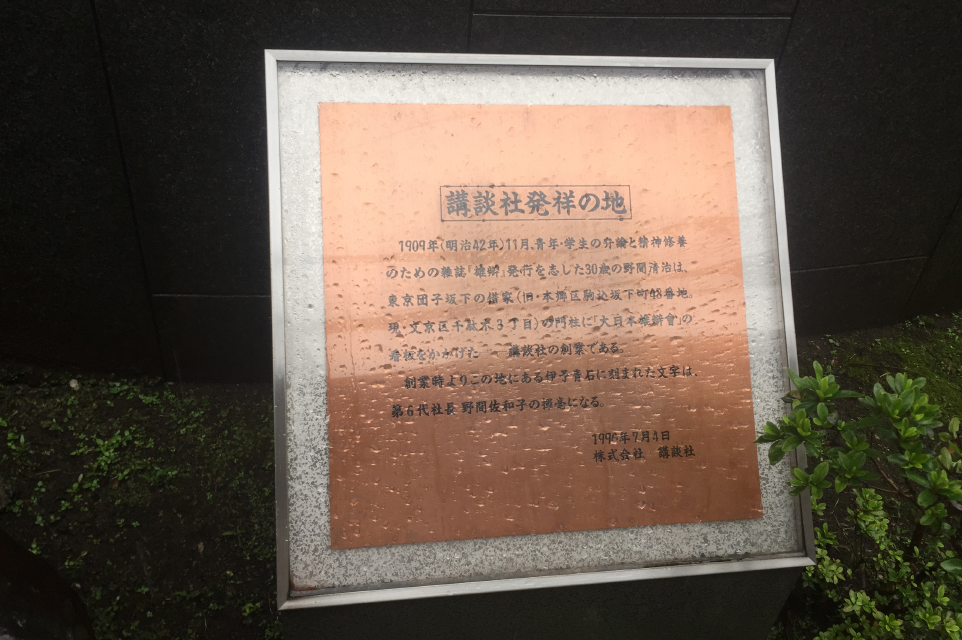 講談社発祥の地
1909年(明治42年)11月、青年・学生の弁論と精神修養
のための雑誌『雄辯』発行を志した30歳の野間清治は、
東京団子坂下の借家(旧・本郷区駒込坂下町48番地。
現、文京区千駄木3丁目)の門柱に「大日本雄辯會」の
看板をかかげた 講談社の創業である。
創業時よりこの地にある伊予青石に刻まれた文字は、
第6代社長 野間佐和子の揮毫になる。
年7月4日
株式会社 講談社